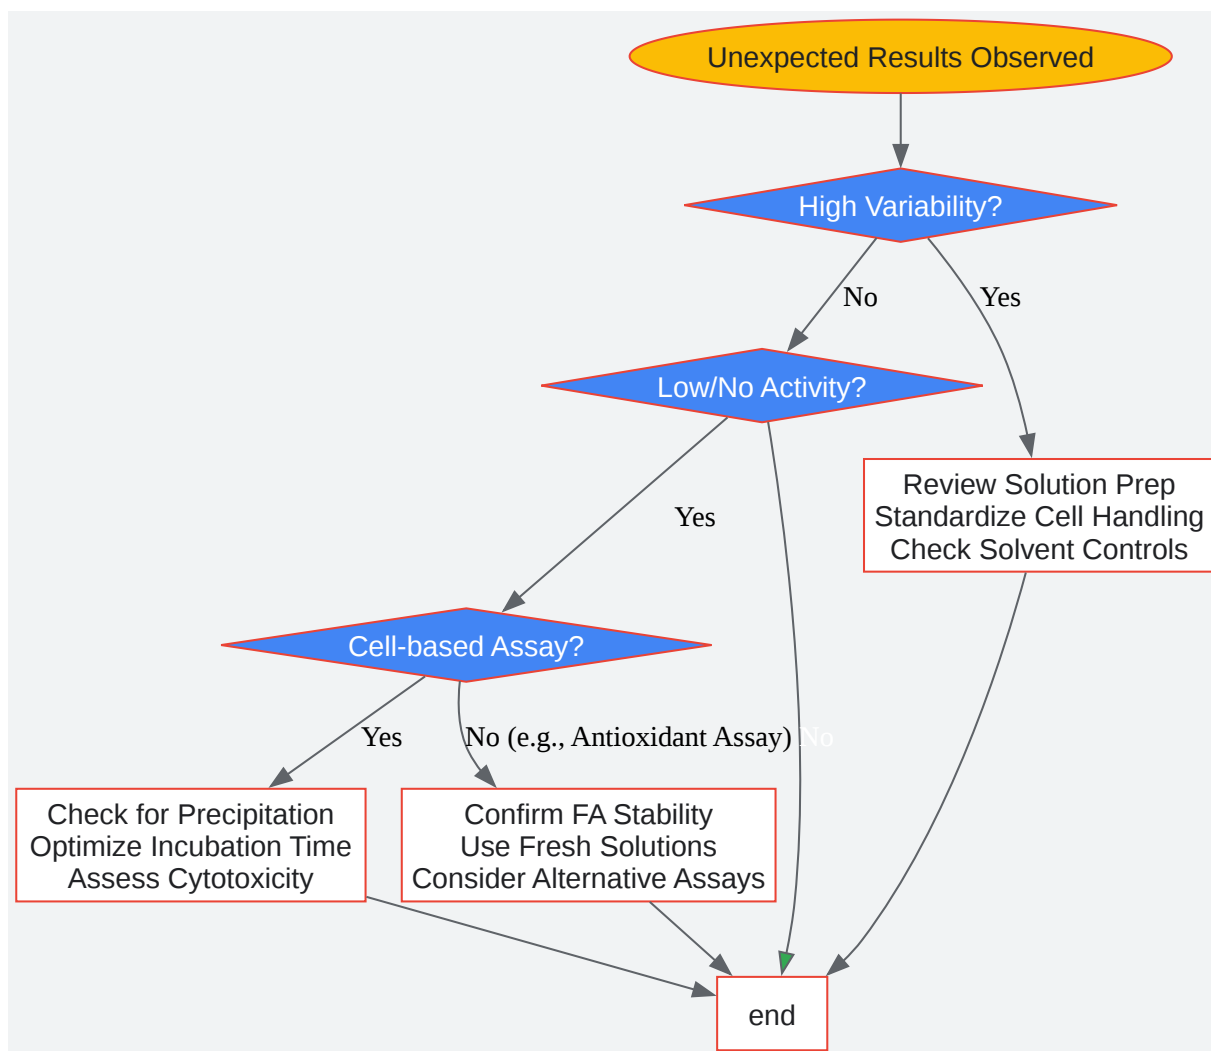 Unexpected Results Observed
High Variability?
No
Yes
Low/No Activity?
Review Solution Prep
Standardize Cell Handling
Check Solvent Controls
Yes
Cell-based Assay?
Yes
No (e.g., Antioxidant Assay)
No
Check for Precipitation
Optimize Incubation Time
Assess Cytotoxicity
Confirm FA Stability
Use Fresh Solutions
Consider Alternative Assays
end